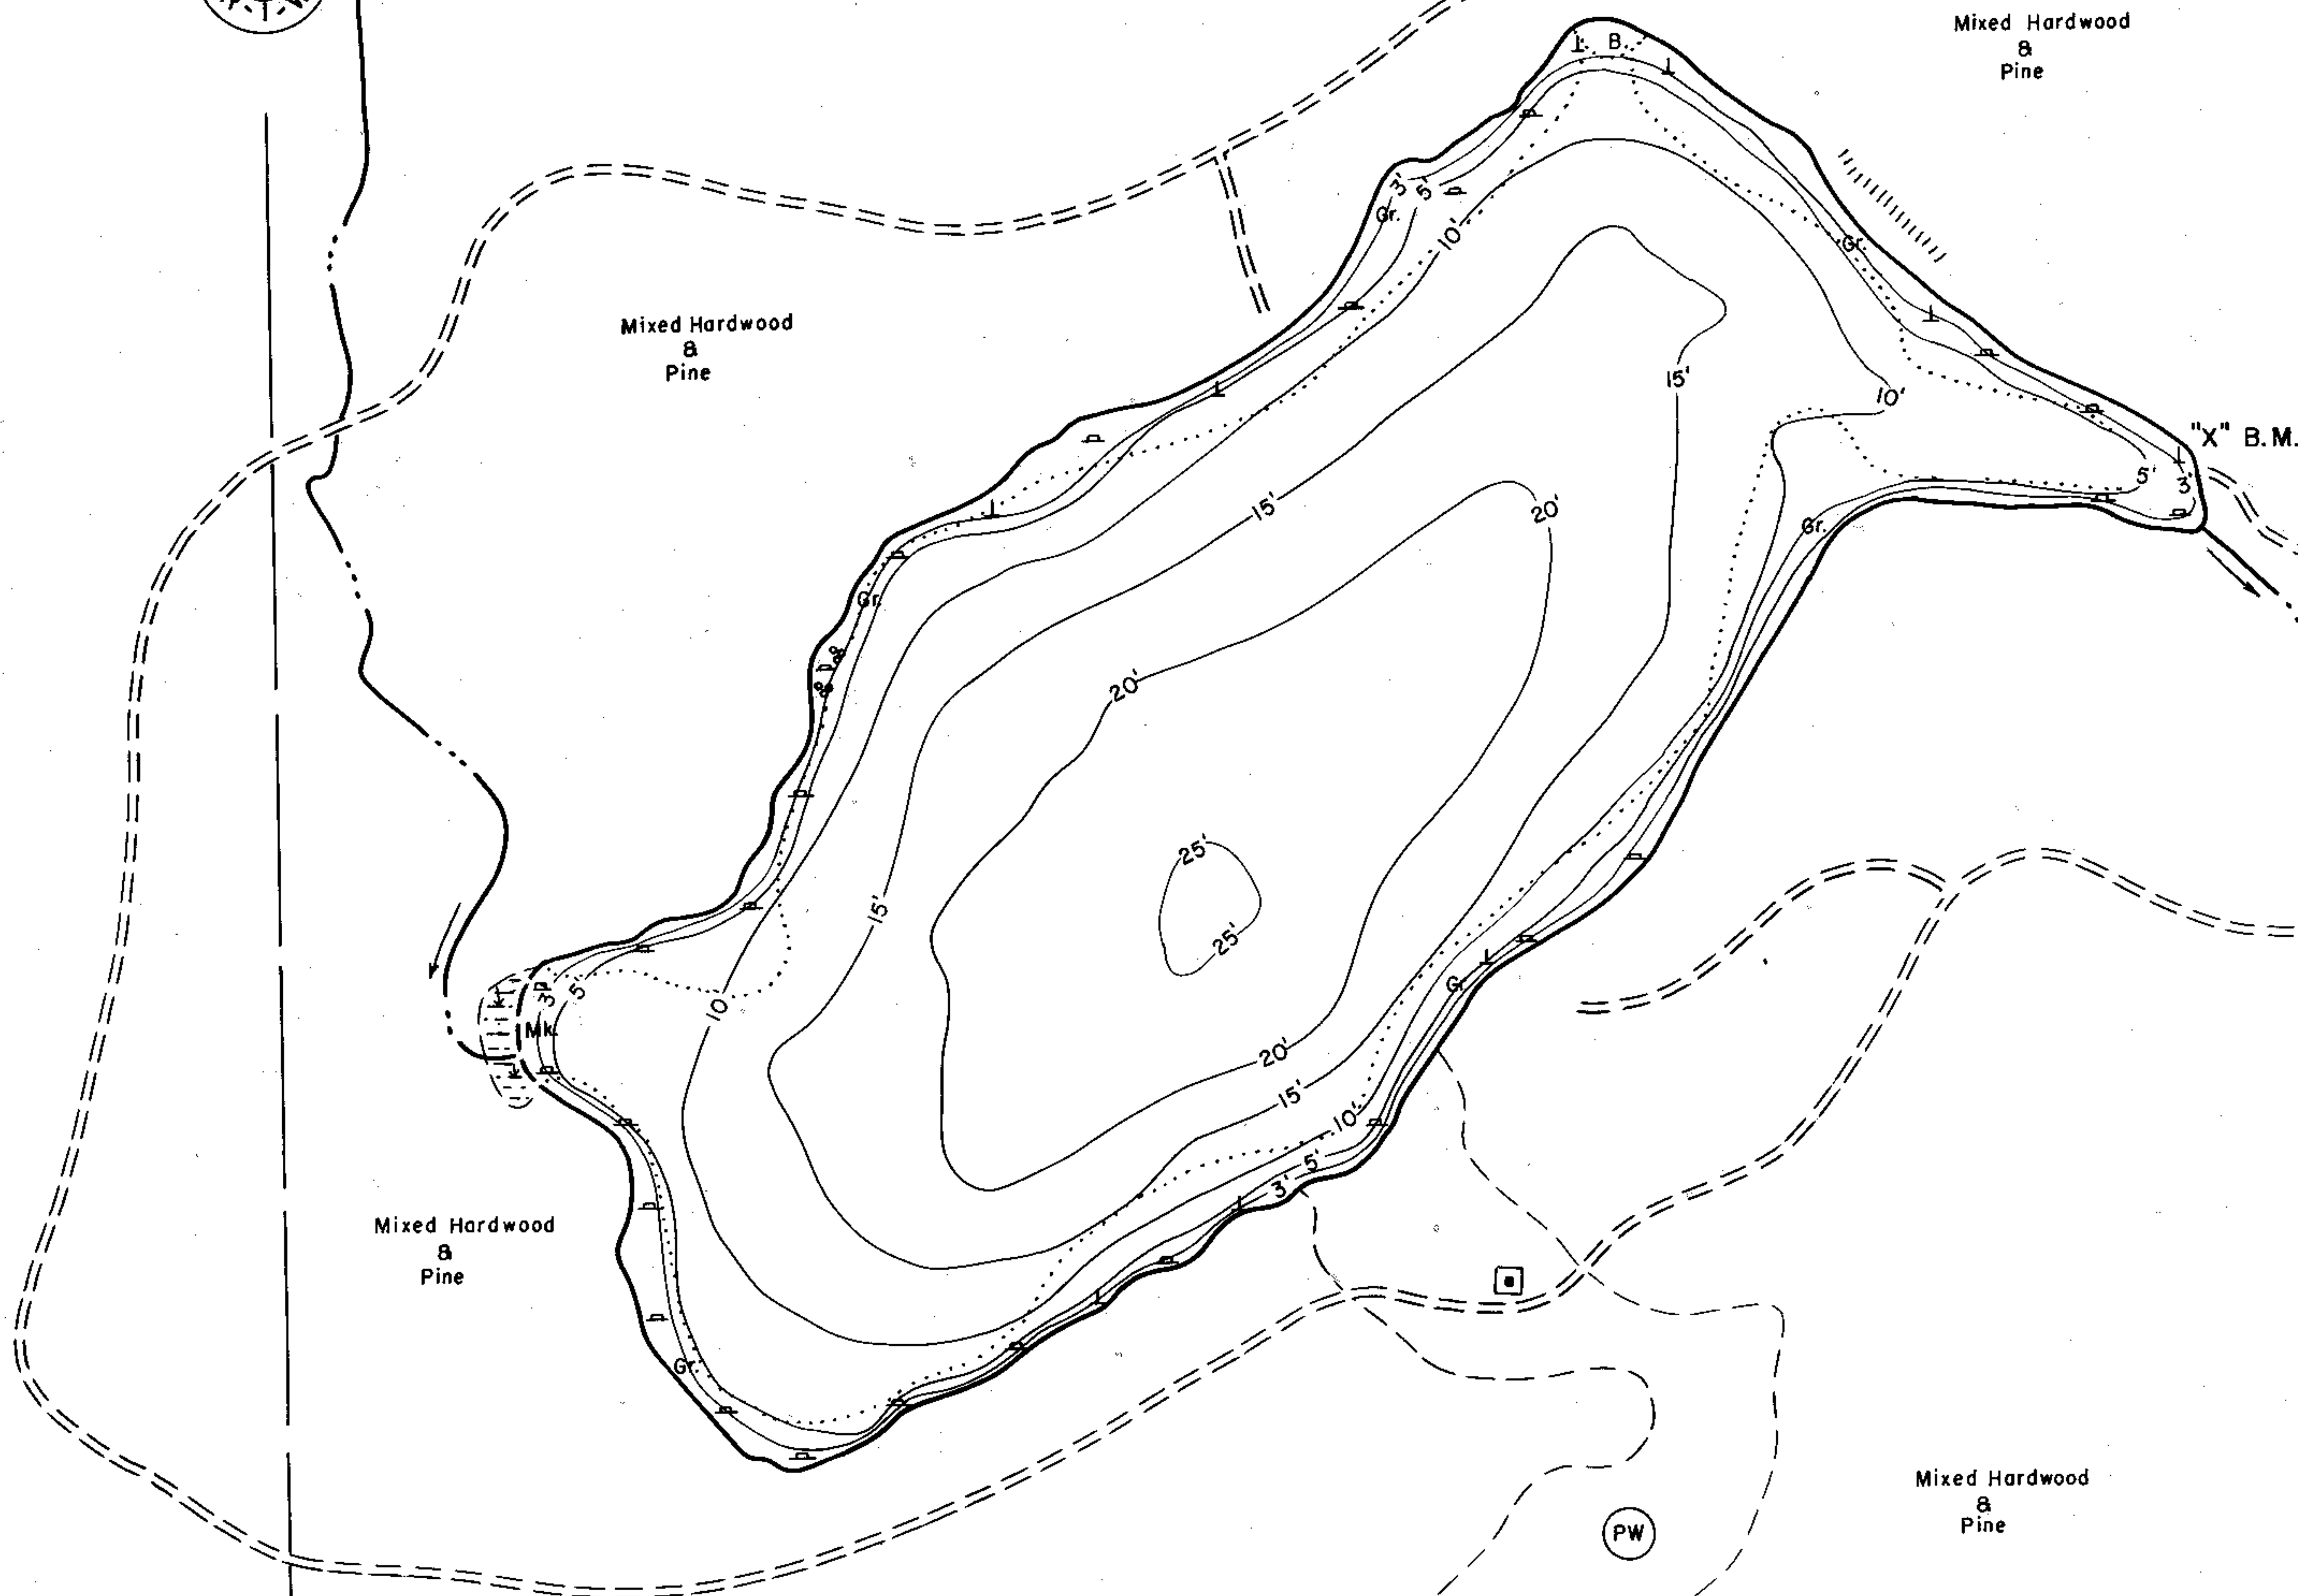 Mixed Hardwood
&
Pine
B.
3'
5'
Gr.
10'
Gr.
Mixed Hardwood
&
Pine
15'
10'
"X" B.M.
5'
3'
15'
20'
Gr.
Gr.
20'
25'
15'
25'
Gr.
3'
5'
10
Mk.
20'
15'
10'
5'
3'
Mixed Hardwood
&
Pine
Gr.
Mixed Hardwood
&
Pine
PW